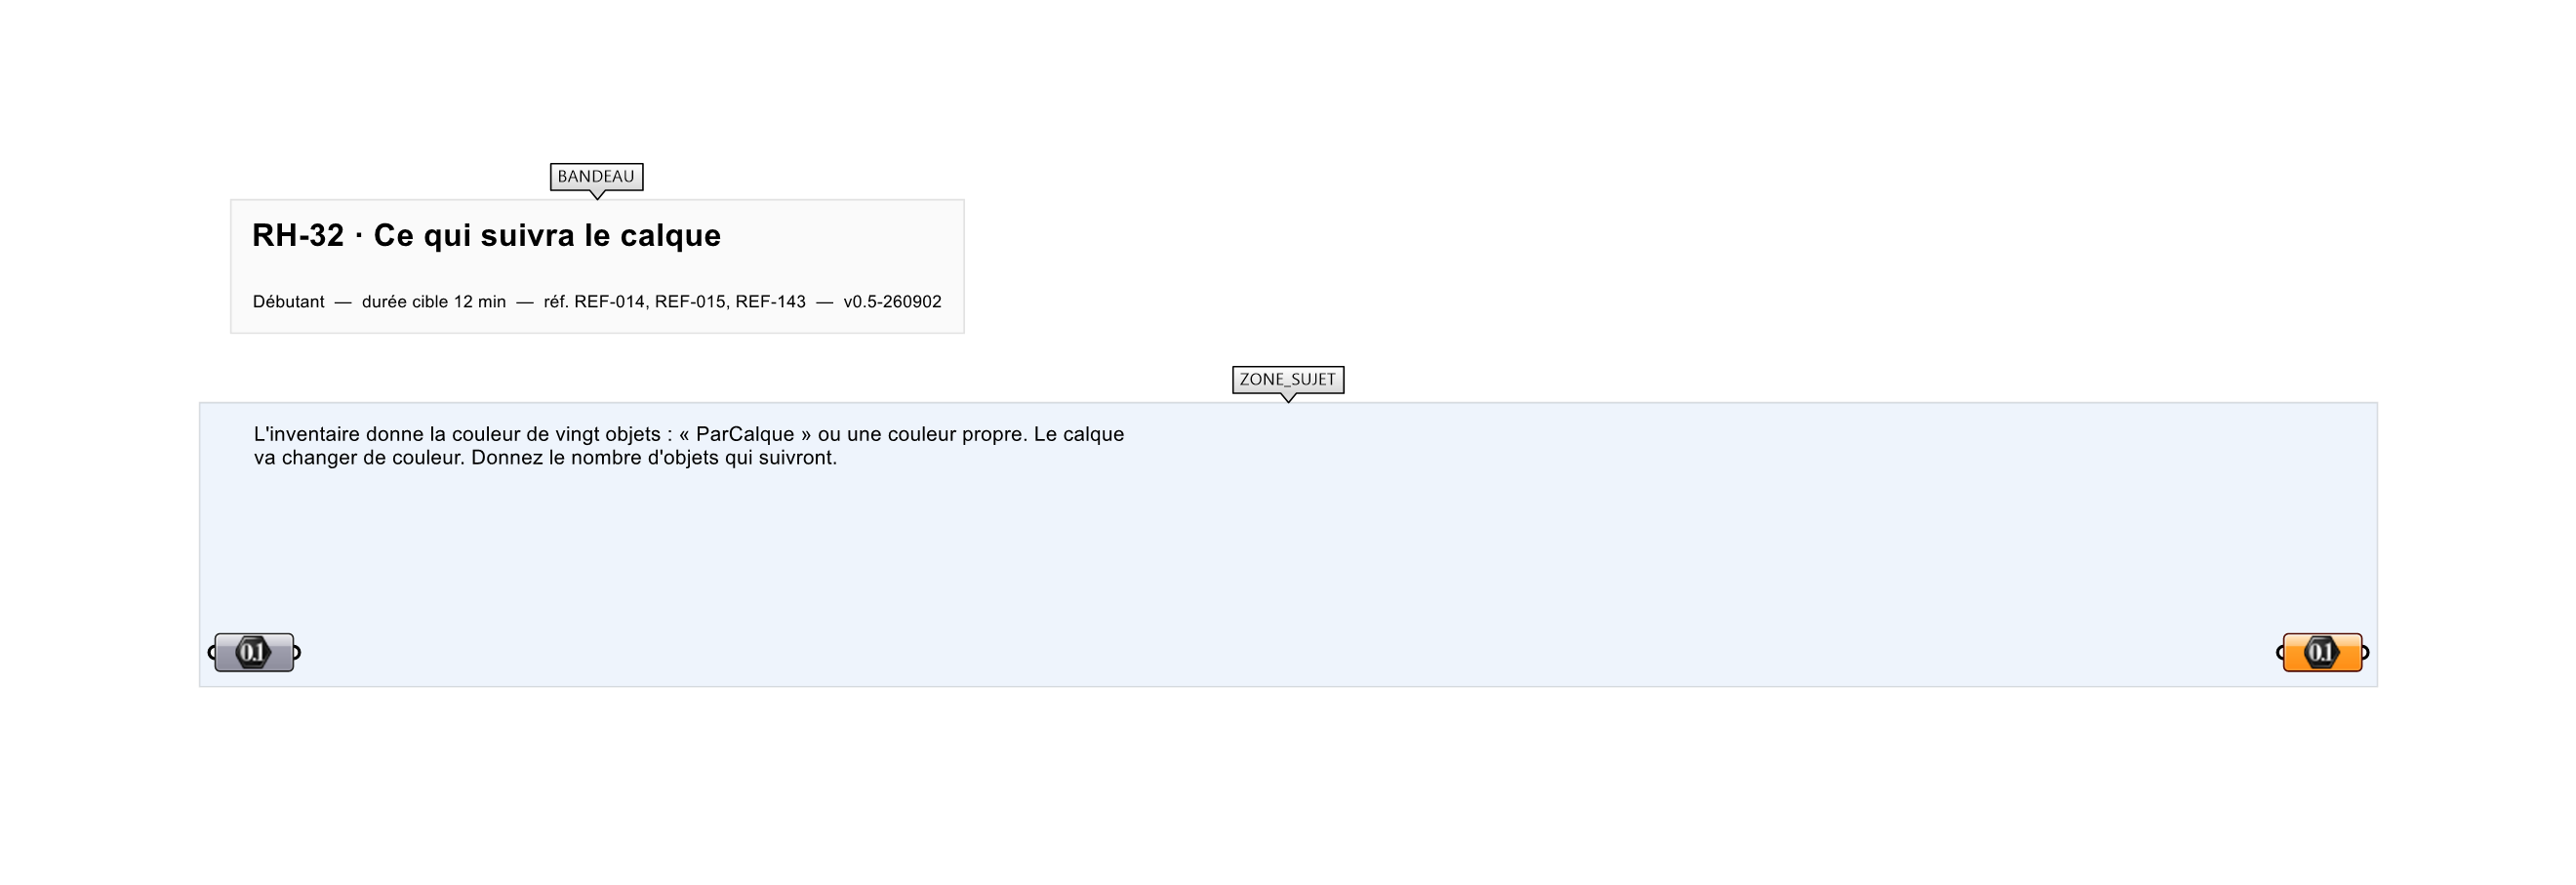 BANDEAU
RH-32 · Ce qui suivra le calque
Débutant — durée cible 12 min — réf. REF-014, REF-015, REF-143 — v0.5-260902
ZONE_SUJET
L'inventaire donne la couleur de vingt objets : « ParCalque » ou une couleur propre. Le calque
va changer de couleur. Donnez le nombre d'objets qui suivront.
0.1
0.1